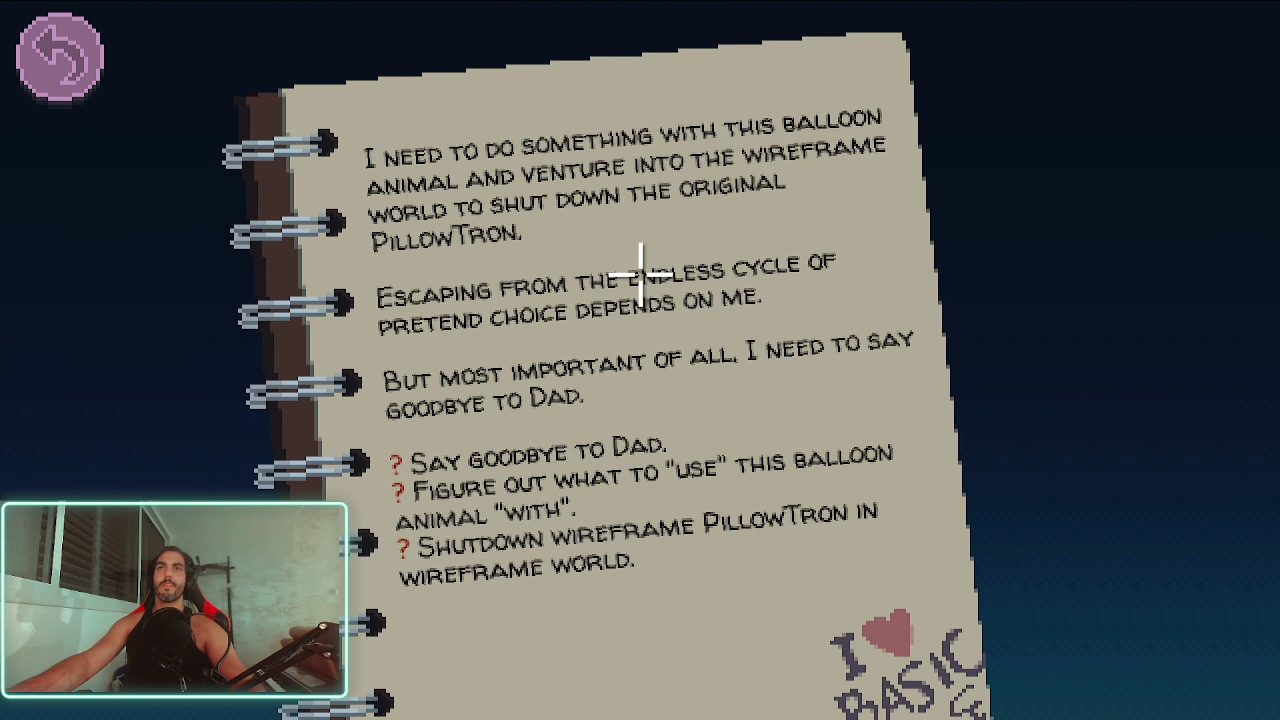 I need to do something with this balloon
animal and venture into the wireframe
world to shut down the original
PillowTron.
Escaping from the endless cycle of
pretend choice depends on me.
But most important of all, I need to say
goodbye to Dad.
? Say goodbye to Dad.
? Figure out what to "use" this balloon
animal "with".
? Shutdown wireframe PillowTron in
wireframe world.
I ♥
BASIC